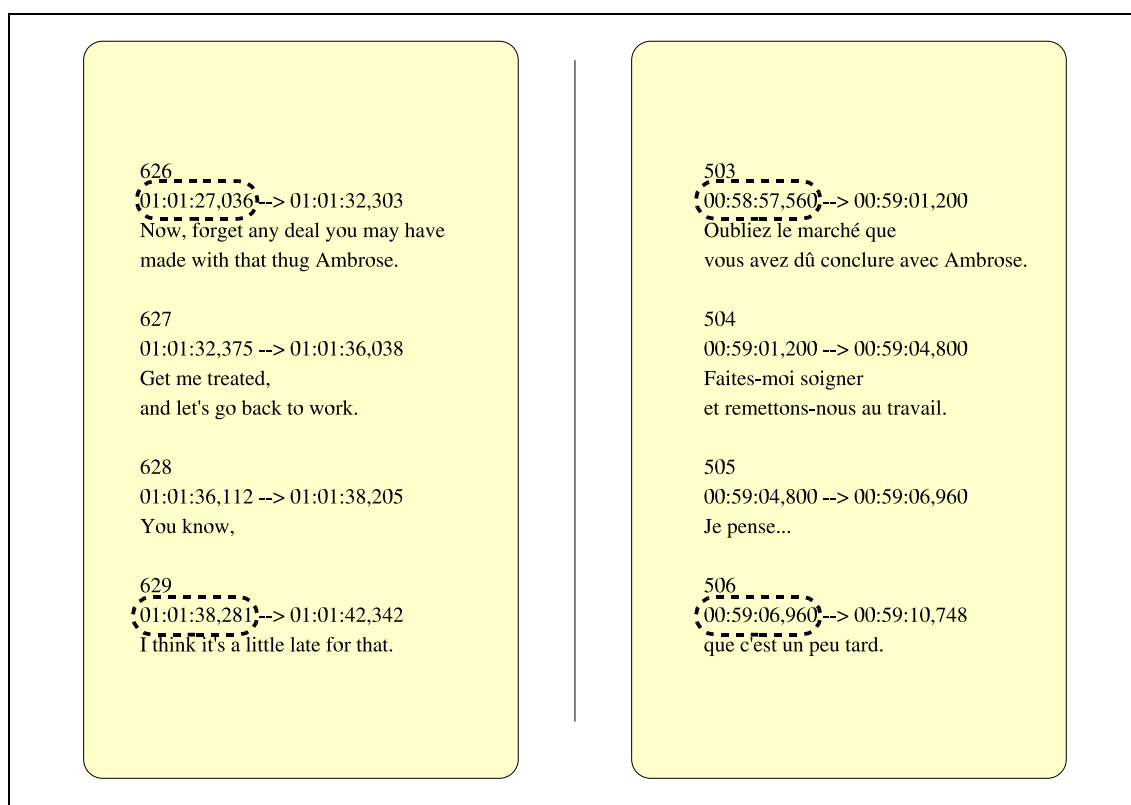 626
01:01:27,036 --> 01:01:32,303
Now, forget any deal you may have
made with that thug Ambrose.
627
01:01:32,375 --> 01:01:36,038
Get me treated,
and let's go back to work.
628
01:01:36,112 --> 01:01:38,205
You know,
629
01:01:38,281 --> 01:01:42,342
I think it's a little late for that.
503
00:58:57,560 --> 00:59:01,200
Oubliez le marché que
vous avez dû conclure avec Ambrose.
504
00:59:01,200 --> 00:59:04,800
Faites-moi soigner
et remettons-nous au travail.
505
00:59:04,800 --> 00:59:06,960
Je pense...
506
00:59:06,960 --> 00:59:10,748
que c'est un peu tard.